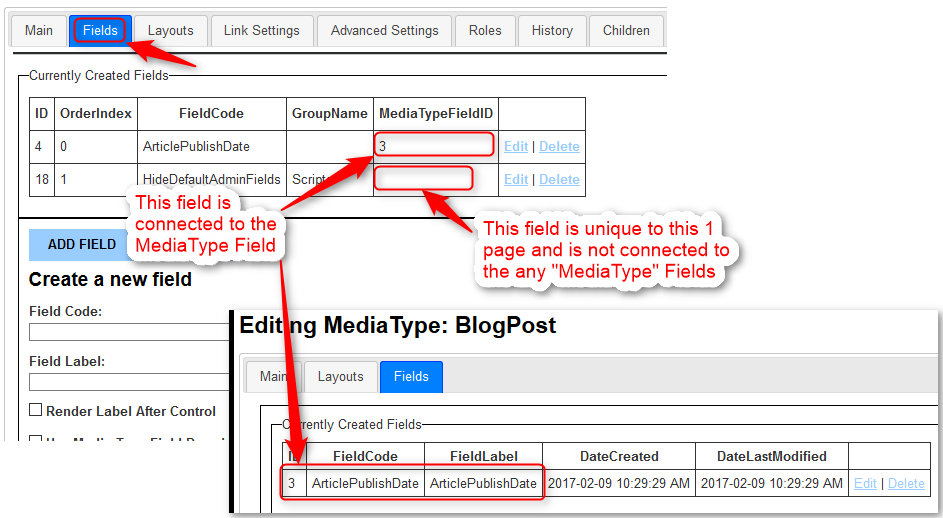 Main Fields Layouts Link Settings Advanced Settings Roles History Children
Currently Created Fields
ID OrderIndex FieldCode GroupName MediaTypeFieldID
4 0 ArticlePublishDate 3 Edit | Delete
18 1 HideDefaultAdminFields Script Edit | Delete
This field is
connected to the
MediaType Field
This field is unique to this 1
page and is not connected to
the any "MediaType" Fields
ADD FIELD
Create a new field
Field Code:
Field Label:
Render Label After Control
Editing MediaType: BlogPost
Main Layouts Fields
Currently Created Fields
ID FieldCode FieldLabel DateCreated DateLastModified
3 ArticlePublishDate ArticlePublishDate 2017-02-09 10:29:29 AM 2017-02-09 10:29:29 AM Edit | Delete